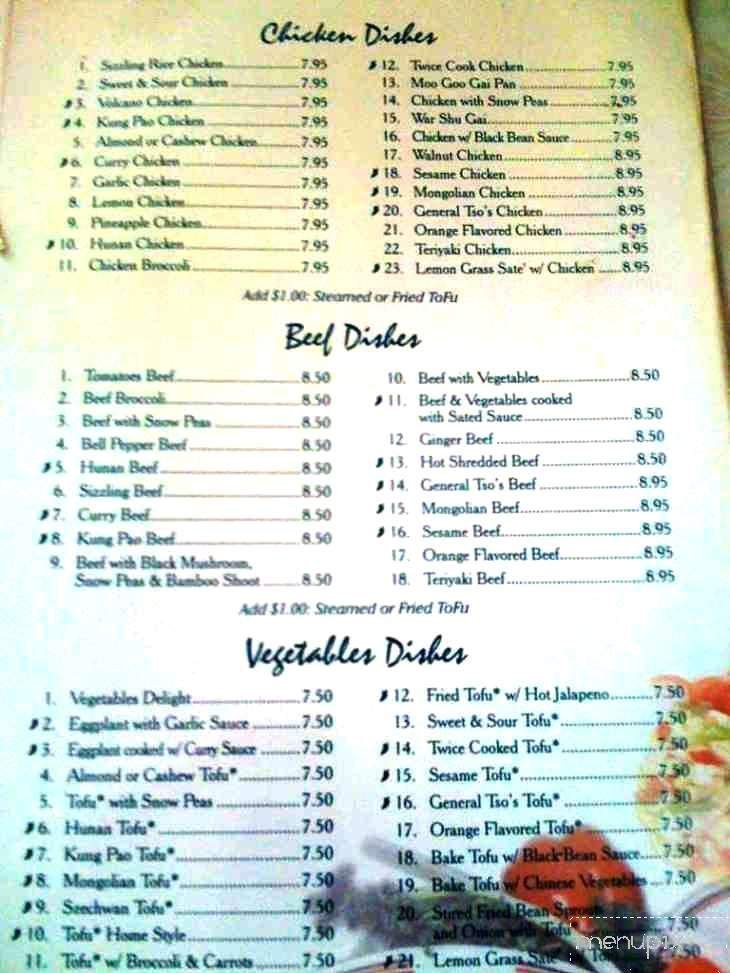 Chicken Dishes
1. Sizzling Rice Chicken 7.95
2. Sweet & Sour Chicken 7.95
3. Volcano Chicken 7.95
4. Kung Pao Chicken 7.95
5. Almond or Cashew Chicken 7.95
6. Curry Chicken 7.95
7. Garlic Chicken 7.95
8. Lemon Chicken 7.95
9. Pineapple Chicken 7.95
10. Hunan Chicken 7.95
11. Chicken Broccoli 7.95
12. Twice Cook Chicken 7.95
13. Moo Goo Gai Pan 7.95
14. Chicken with Snow Peas 7.95
15. War Shu Gai 7.95
16. Chicken w/ Black Bean Sauce 7.95
17. Walnut Chicken 8.95
18. Sesame Chicken 8.95
19. Mongolian Chicken 8.95
20. General Tso's Chicken 8.95
21. Orange Flavored Chicken 8.95
22. Teriyaki Chicken 8.95
23. Lemon Grass Sate' w/ Chicken 8.95
Add $1.00: Steamed or Fried ToFu
Beef Dishes
1. Tomatoes Beef 8.50
2. Beef Broccoli 8.50
3. Beef with Snow Peas 8.50
4. Bell Pepper Beef 8.50
5. Hunan Beef 8.50
6. Sizzling Beef 8.50
7. Curry Beef 8.50
8. Kung Pao Beef 8.50
9. Beef with Black Mushroom,
Snow Peas & Bamboo Shoot 8.50
10. Beef with Vegetables 8.50
11. Beef & Vegetables cooked
with Sated Sauce 8.50
12. Ginger Beef 8.50
13. Hot Shredded Beef 8.50
14. General Tso's Beef 8.95
15. Mongolian Beef 8.95
16. Sesame Beef 8.95
17. Orange Flavored Beef 8.95
18. Teriyaki Beef 8.95
Add $1.00: Steamed or Fried ToFu
Vegetables Dishes
1. Vegetables Delight 7.50
2. Eggplant with Garlic Sauce 7.50
3. Eggplant cooked w/ Curry Sauce 7.50
4. Almond or Cashew Tofu* 7.50
5. Tofu* with Snow Peas 7.50
6. Hunan Tofu* 7.50
7. Kung Pao Tofu* 7.50
8. Mongolian Tofu* 7.50
9. Szechwan Tofu* 7.50
10. Tofu* Home Style 7.50
11. Tofu* w/ Broccoli & Carrots 7.50
12. Fried Tofu* w/ Hot Jalapeno 7.50
13. Sweet & Sour Tofu* 7.50
14. Twice Cooked Tofu* 7.50
15. Sesame Tofu* 7.50
16. General Tso's Tofu* 7.50
17. Orange Flavored Tofu* 7.50
18. Bake Tofu w/ Black Bean Sauce 7.50
19. Bake Tofu w/ Chinese Vegetables 7.50
20. Stired Fried Bean
and Onion with Tofu 7.50
21. Lemon Grass Sate' w/ 7.50
menupix